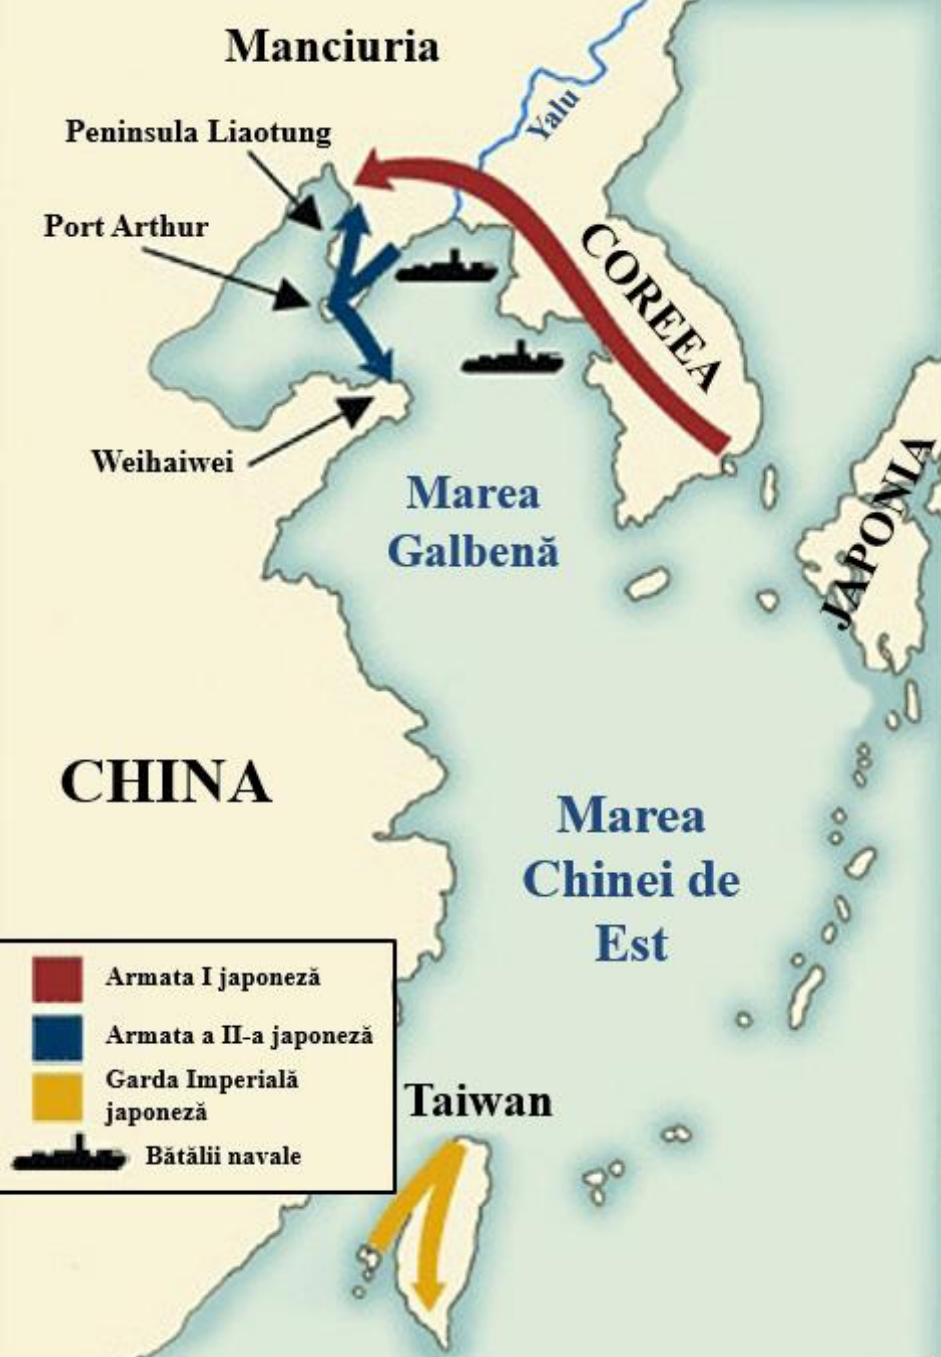 Manciuria
Yalu
Peninsula Liaotung
Port Arthur
COREEA
Weihaiwei
JAPONIA
Marea
Galbenă
CHINA
Marea
Chinei de
Est
Armata I japoneză
Armata a II-a japoneză
Garda Imperială
japoneză
Bătălii navale
Taiwan